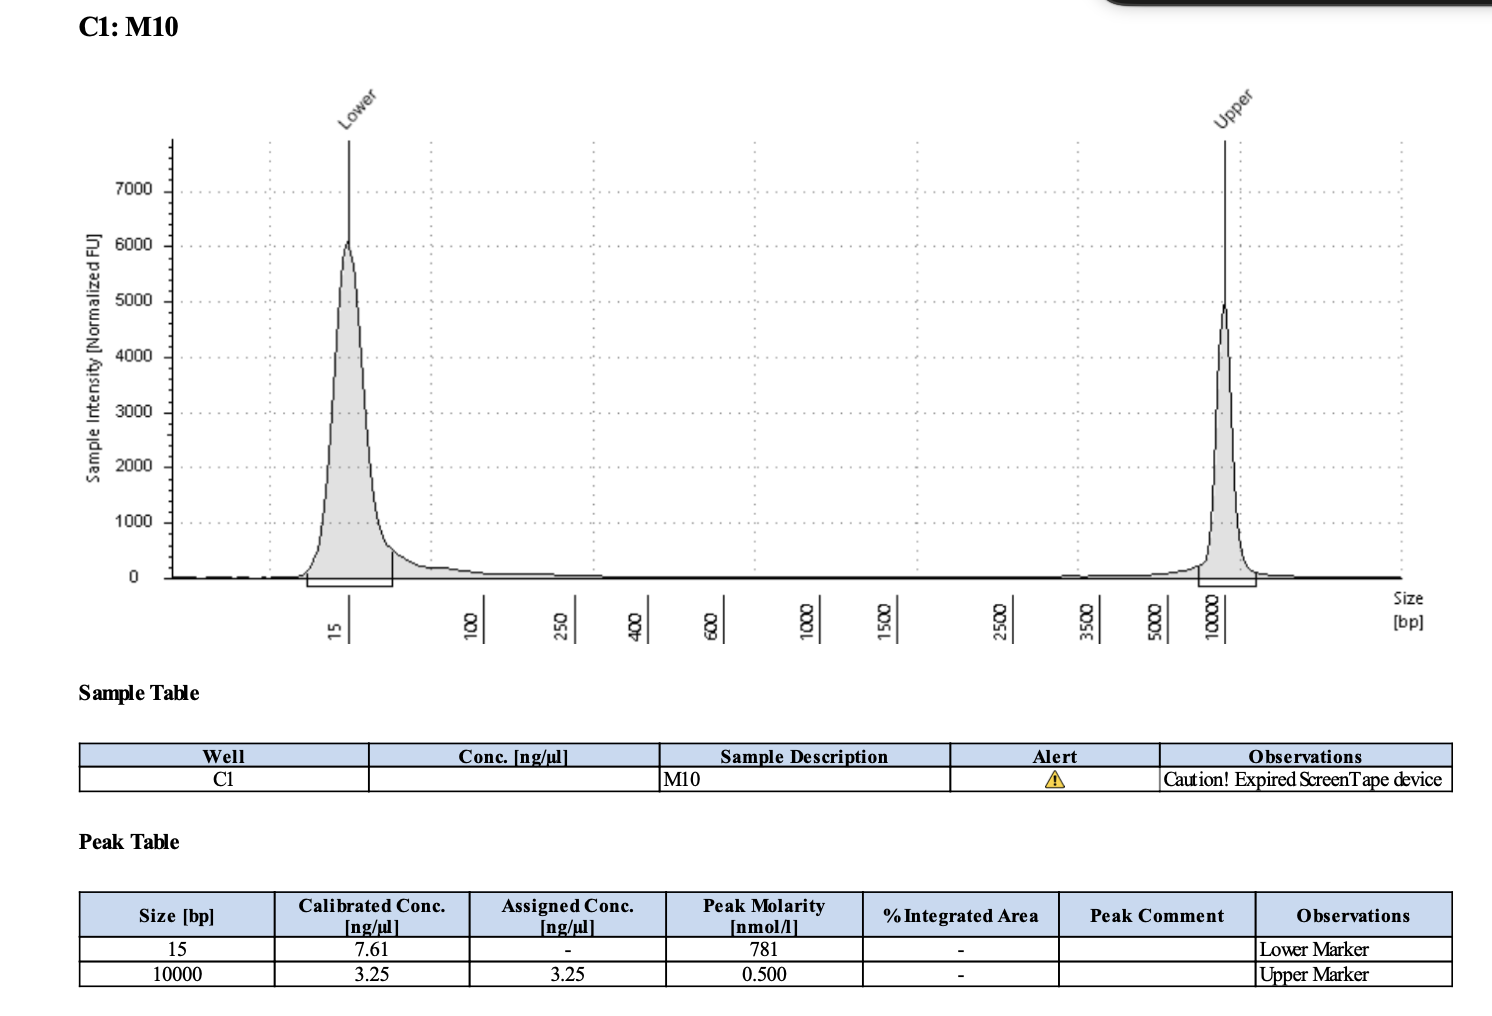 C1: M10
Lower
Upper
Sample Intensity [Normalized FU]
7000
6000
5000
4000
3000
2000
1000
0
15
100
250
400
600
1000
1500
2500
3500
5000
10000
Size
[bp]
Sample Table
Well Conc. [ng/µl] Sample Description Alert Observations
C1 M10 Caution! Expired ScreenTape device
Peak Table
Size [bp] Calibrated Conc. [ng/µl] Assigned Conc. [ng/µl] Peak Molarity [nmol/l] % Integrated Area Peak Comment Observations
15 7.61 - 781 - Lower Marker
10000 3.25 3.25 0.500 - Upper Marker